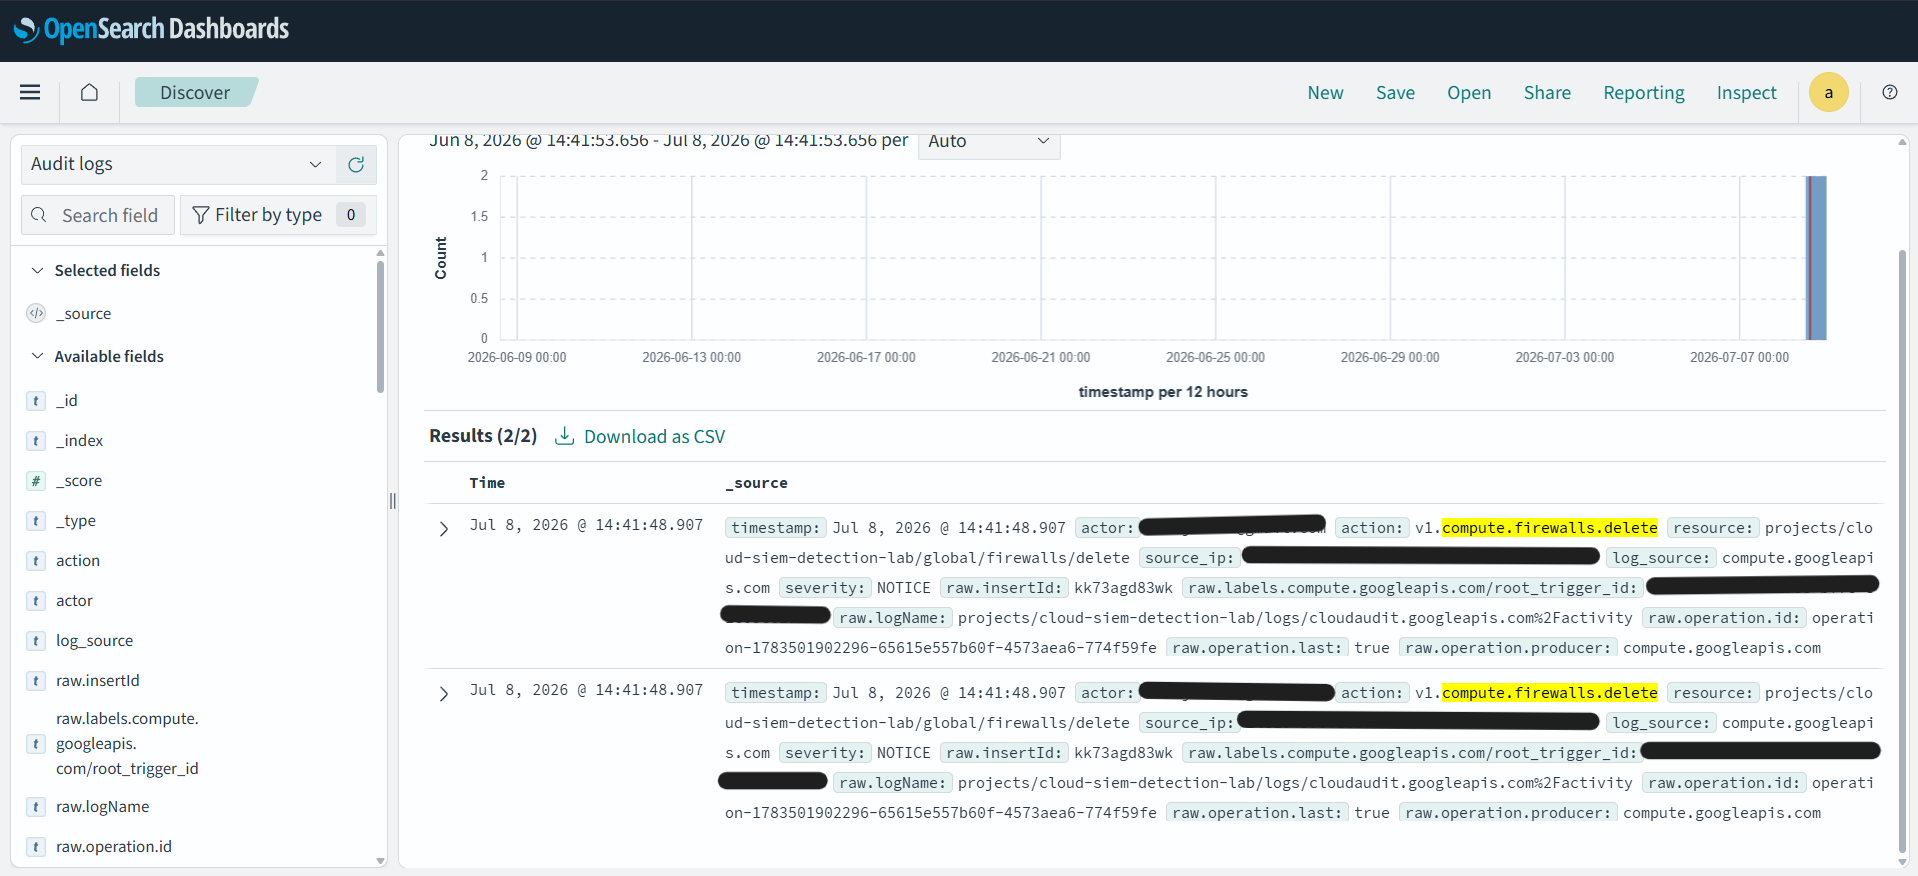 OpenSearch Dashboards
Discover
New Save Open Share Reporting Inspect a
Audit logs
Search field
Filter by type 0
Selected fields
_source
Available fields
_id
_index
_score
_type
action
actor
log_source
raw.insertId
raw.labels.compute.
googleapis.
com/root_trigger_id
raw.logName
raw.operation.id
Jun 8, 2026 @ 14:41:53.656 - Jul 8, 2026 @ 14:41:53.656 per Auto
2
1.5
1
0.5
0
Count
2026-06-09 00:00 2026-06-13 00:00 2026-06-17 00:00 2026-06-21 00:00 2026-06-25 00:00 2026-06-29 00:00 2026-07-03 00:00 2026-07-07 00:00
timestamp per 12 hours
Results (2/2) Download as CSV
Time _source
Jul 8, 2026 @ 14:41:48.907 timestamp: Jul 8, 2026 @ 14:41:48.907 actor: action: v1.compute.firewalls.delete resource: projects/clo
ud-siem-detection-lab/global/firewalls/delete source_ip: log_source: compute.googleapi
s.com severity: NOTICE raw.insertId: kk73agd83wk raw.labels.compute.googleapis.com/root_trigger_id:
raw.logName: projects/cloud-siem-detection-lab/logs/cloudaudit.googleapis.com%2Factivity raw.operation.id: operati
on-1783501902296-65615e557b60f-4573aea6-774f59fe raw.operation.last: true raw.operation.producer: compute.googleapis.com
Jul 8, 2026 @ 14:41:48.907 timestamp: Jul 8, 2026 @ 14:41:48.907 actor: action: v1.compute.firewalls.delete resource: projects/clo
ud-siem-detection-lab/global/firewalls/delete source_ip: log_source: compute.googleapi
s.com severity: NOTICE raw.insertId: kk73agd83wk raw.labels.compute.googleapis.com/root_trigger_id:
raw.logName: projects/cloud-siem-detection-lab/logs/cloudaudit.googleapis.com%2Factivity raw.operation.id: operati
on-1783501902296-65615e557b60f-4573aea6-774f59fe raw.operation.last: true raw.operation.producer: compute.googleapis.com